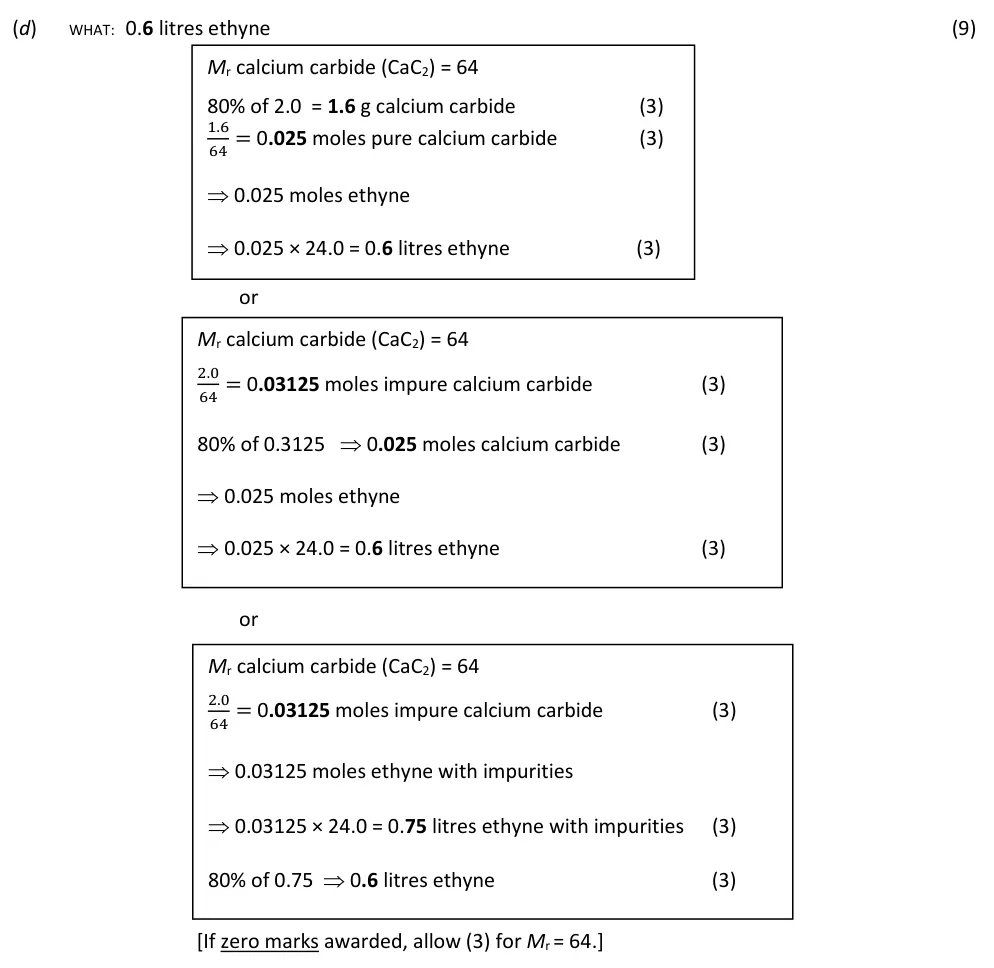 (d) WHAT: 0.6 litres ethyne (9)
Mr calcium carbide (CaC2) = 64
80% of 2.0 = 1.6 g calcium carbide (3)
1.6/64 = 0.025 moles pure calcium carbide (3)
⇒ 0.025 moles ethyne
⇒ 0.025 × 24.0 = 0.6 litres ethyne (3)
or
Mr calcium carbide (CaC2) = 64
2.0/64 = 0.03125 moles impure calcium carbide (3)
80% of 0.3125 ⇒ 0.025 moles calcium carbide (3)
⇒ 0.025 moles ethyne
⇒ 0.025 × 24.0 = 0.6 litres ethyne (3)
or
Mr calcium carbide (CaC2) = 64
2.0/64 = 0.03125 moles impure calcium carbide (3)
⇒ 0.03125 moles ethyne with impurities
⇒ 0.03125 × 24.0 = 0.75 litres ethyne with impurities (3)
80% of 0.75 ⇒ 0.6 litres ethyne (3)
[If zero marks awarded, allow (3) for Mr = 64.]